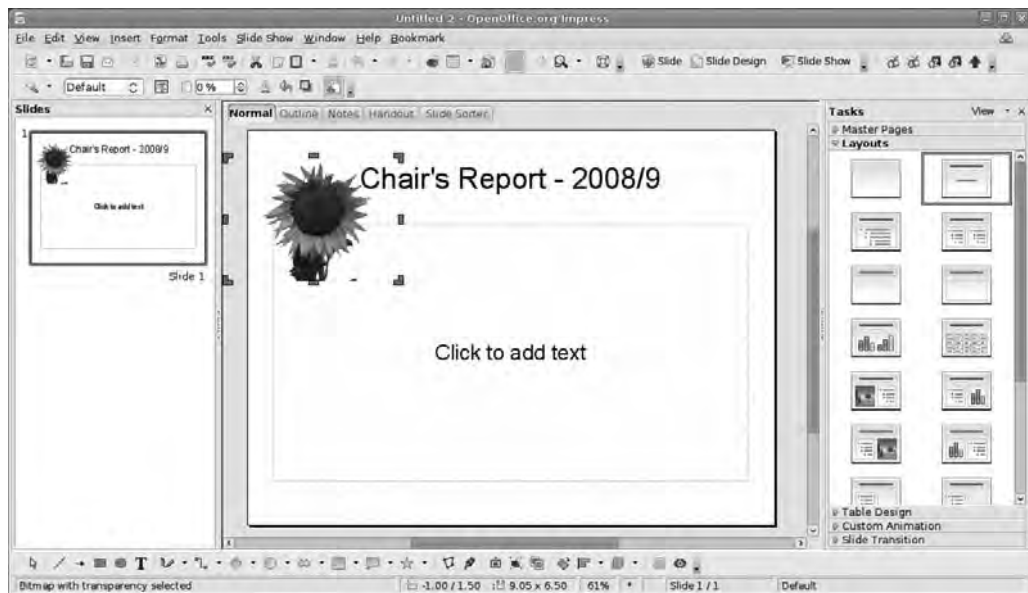 Untitled 2 - OpenOffice.org Impress
File Edit View Insert Format Tools Slide Show Window Help Bookmark
Slide Slide Design Slide Show
Default 0%
Slides
Normal Outline Notes Handout Slide Sorter
Tasks View
Master Pages
Layouts
1
Chair's Report - 2008/9
Click to add text
Slide 1
Chair's Report - 2008/9
Click to add text
Table Design
Custom Animation
Slide Transition
T
Bitmap with transparency selected -1.00 / 1.50 9.05 x 6.50 61% * Slide 1 / 1 Default